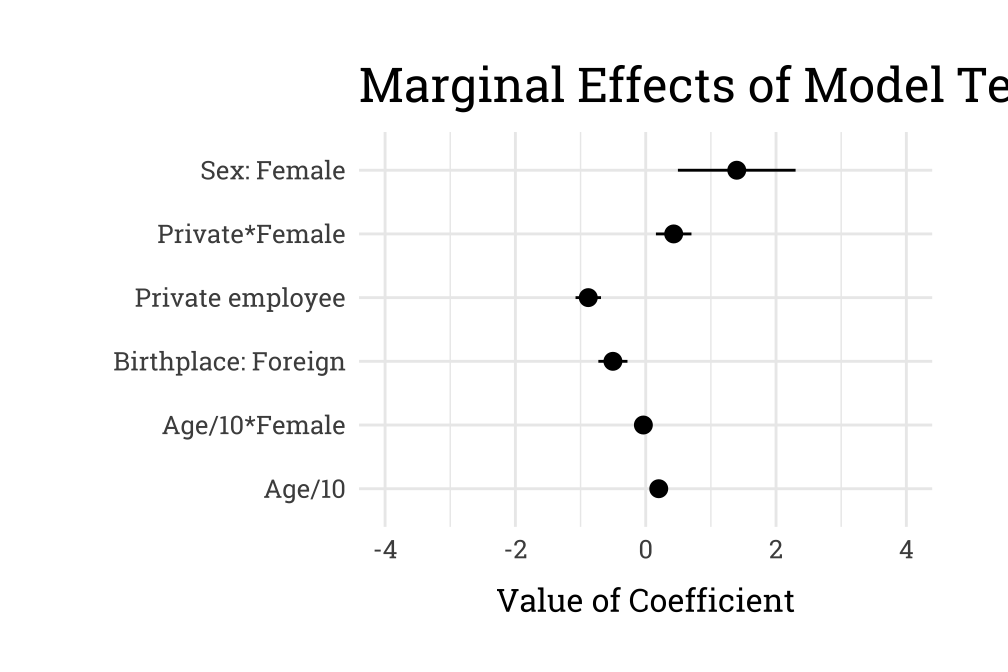 Marginal Effects of Model Te
Sex: Female
Private*Female
Private employee
Birthplace: Foreign
Age/10*Female
Age/10
-4 -2 0 2 4
Value of Coefficient